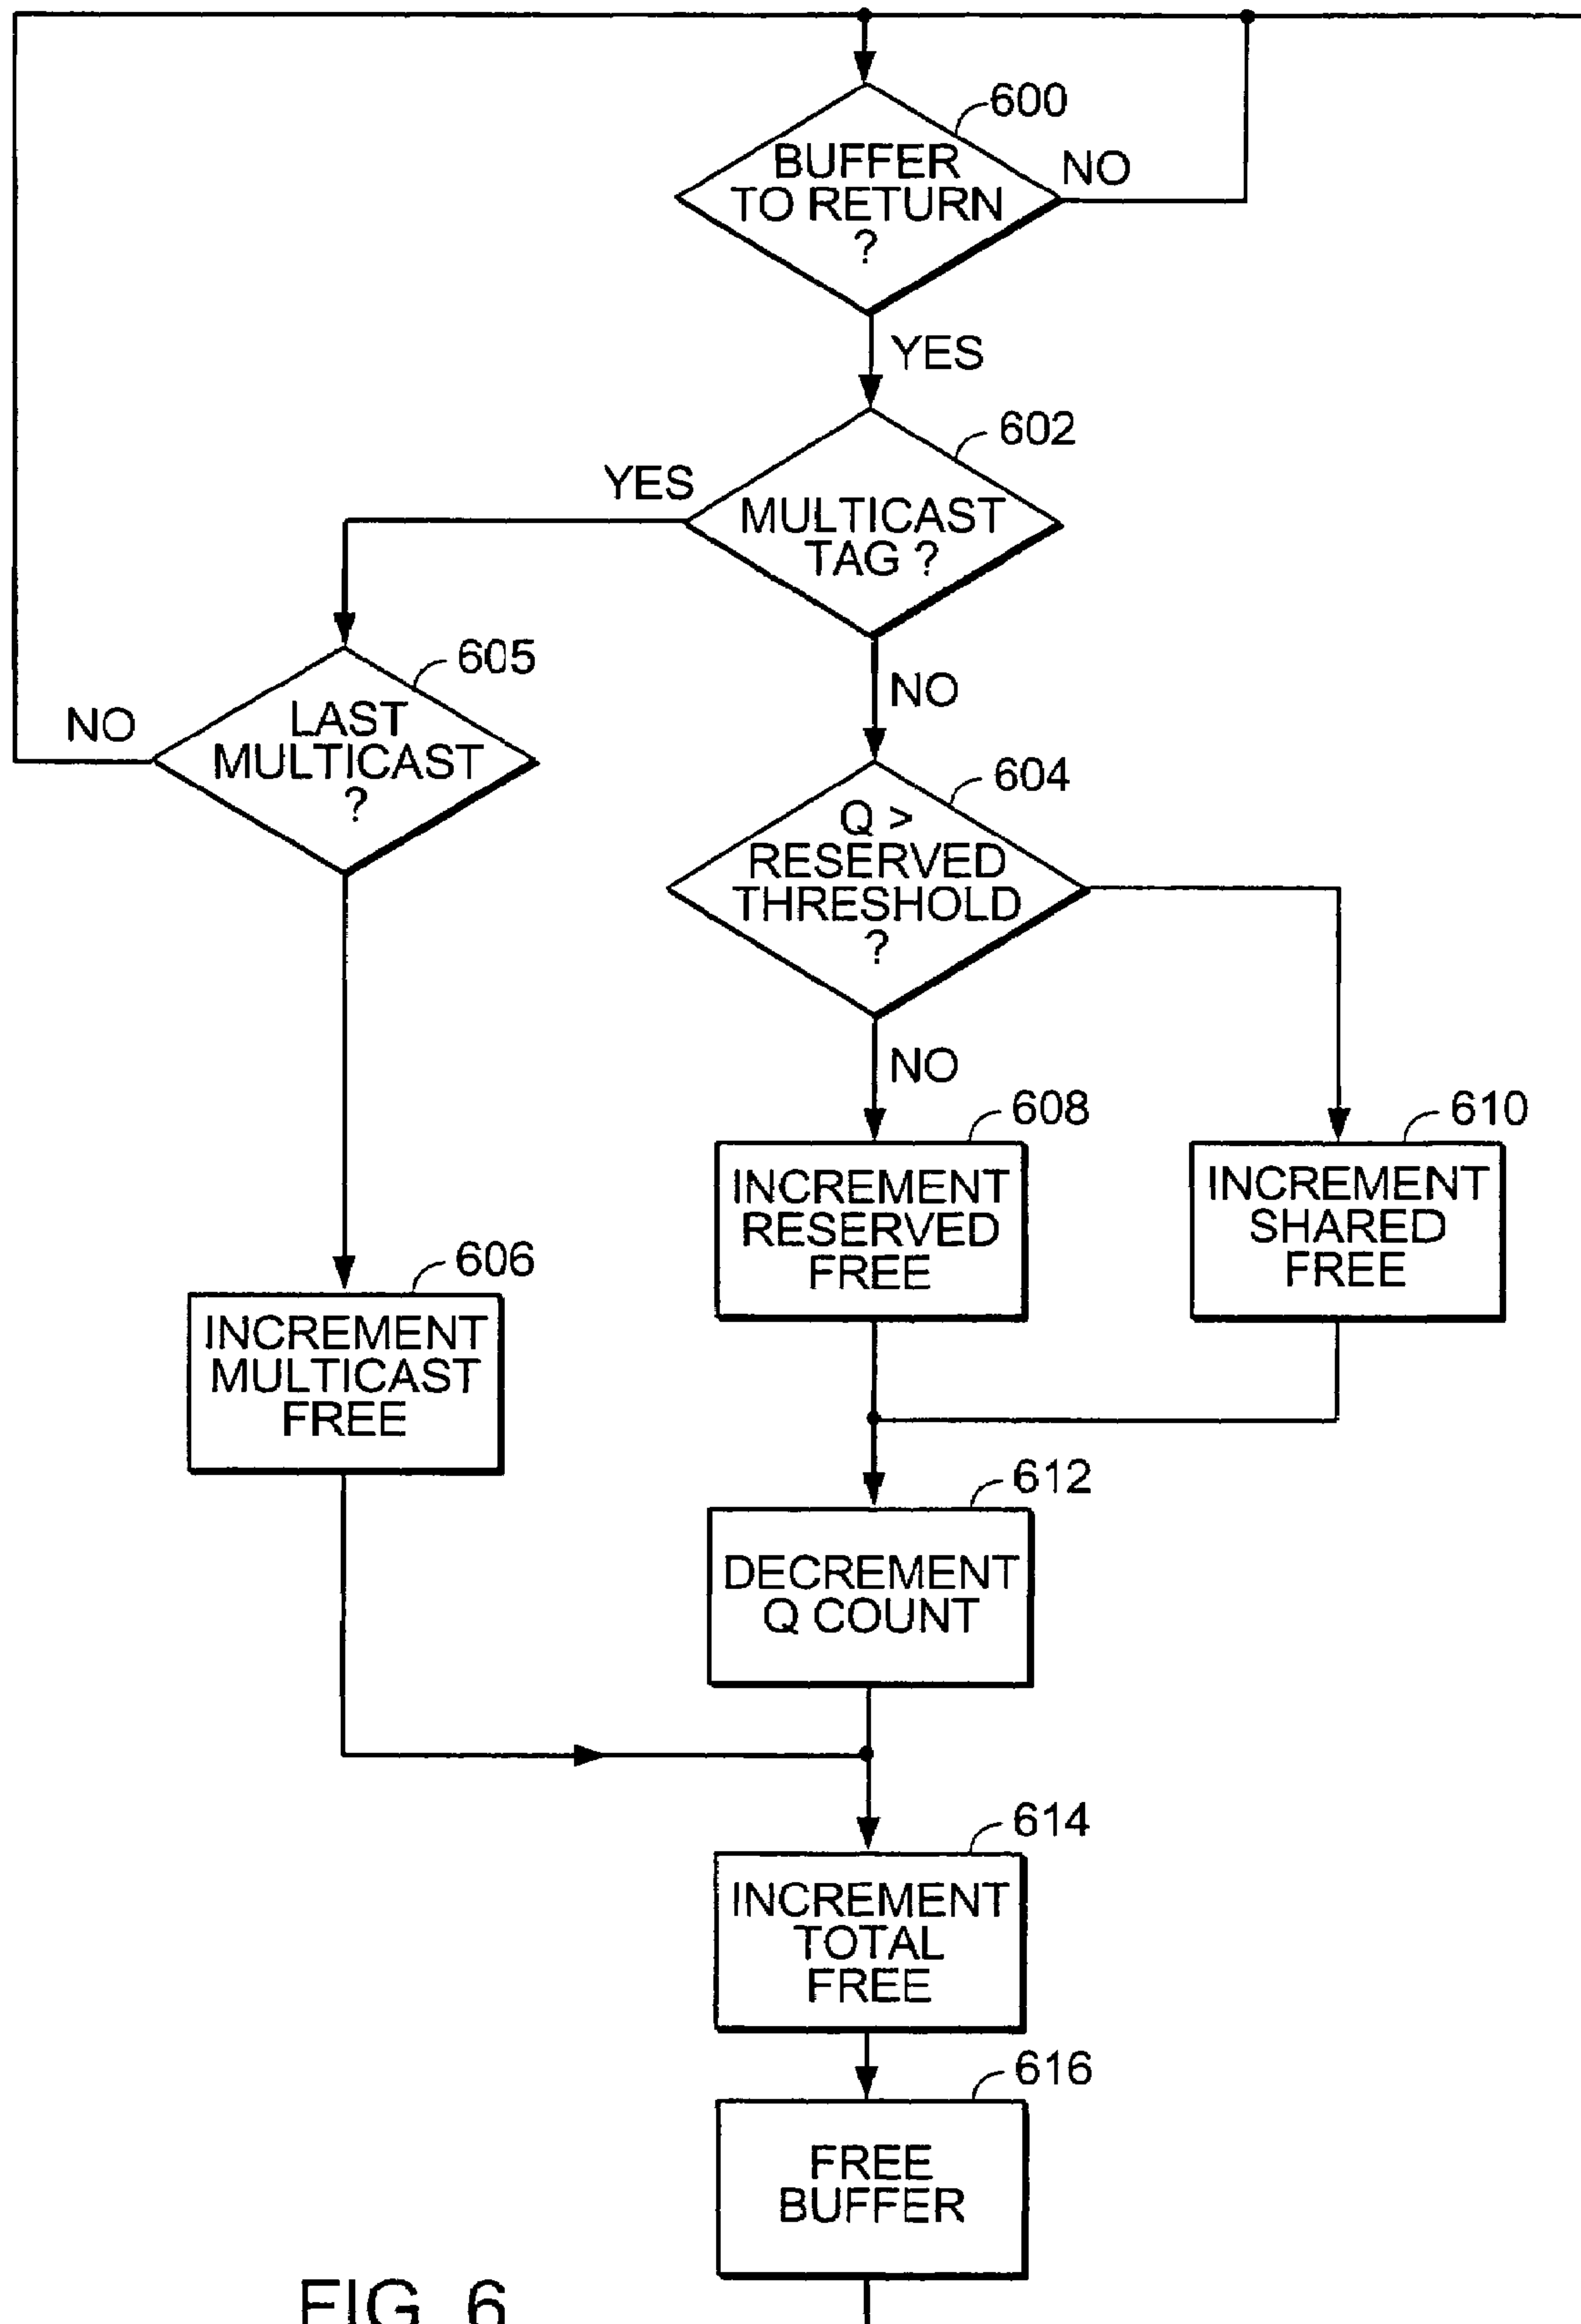 600
BUFFER
TO RETURN
?
NO
YES
602
YES
MULTICAST
TAG ?
605
NO
LAST
MULTICAST
?
NO
604
Q >
RESERVED
THRESHOLD
?
NO
608
INCREMENT
RESERVED
FREE
610
INCREMENT
SHARED
FREE
606
INCREMENT
MULTICAST
FREE
612
DECREMENT
Q COUNT
614
INCREMENT
TOTAL
FREE
616
FREE
BUFFER
FIG. 6